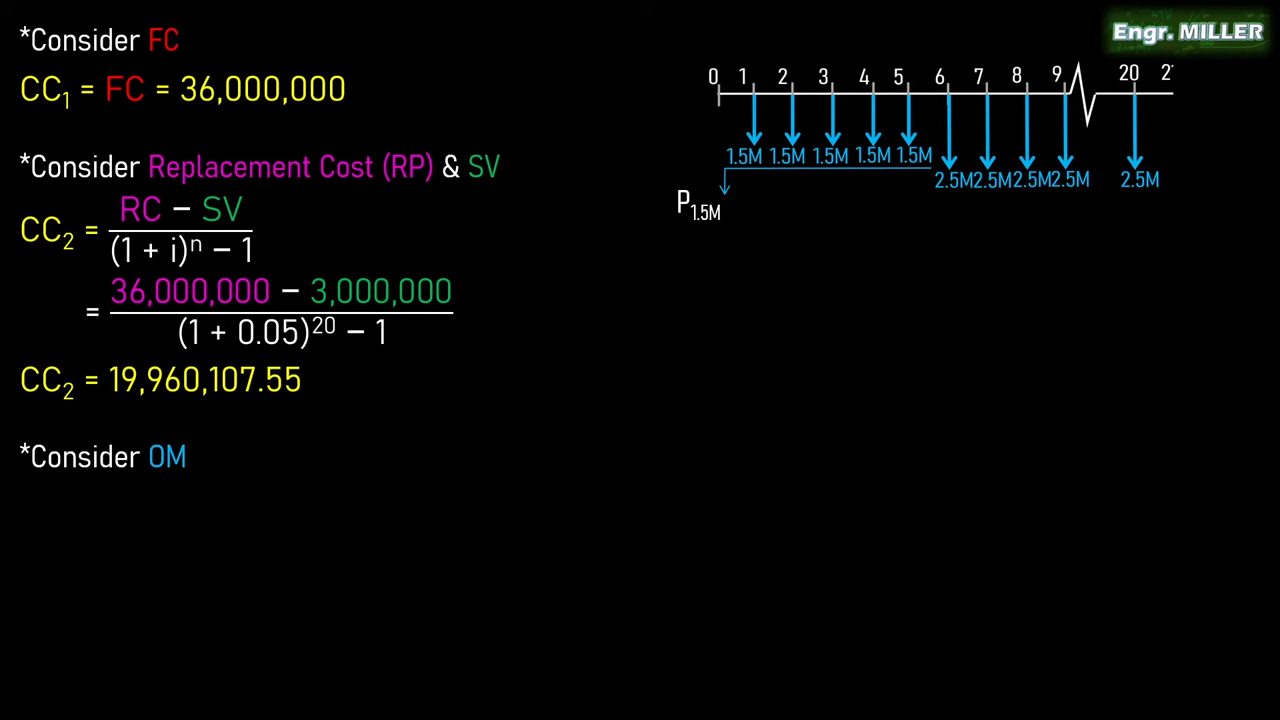 *Consider FC
CC1 = FC = 36,000,000
*Consider Replacement Cost (RP) & SV
CC2 = RC − SV / (1 + i)^n − 1
= 36,000,000 − 3,000,000 / (1 + 0.05)^20 − 1
CC2 = 19,960,107.55
*Consider OM
Engr. MILLER
0 1 2 3 4 5 6 7 8 9 20
1.5M 1.5M 1.5M 1.5M 1.5M
2.5M 2.5M 2.5M 2.5M 2.5M
P1.5M